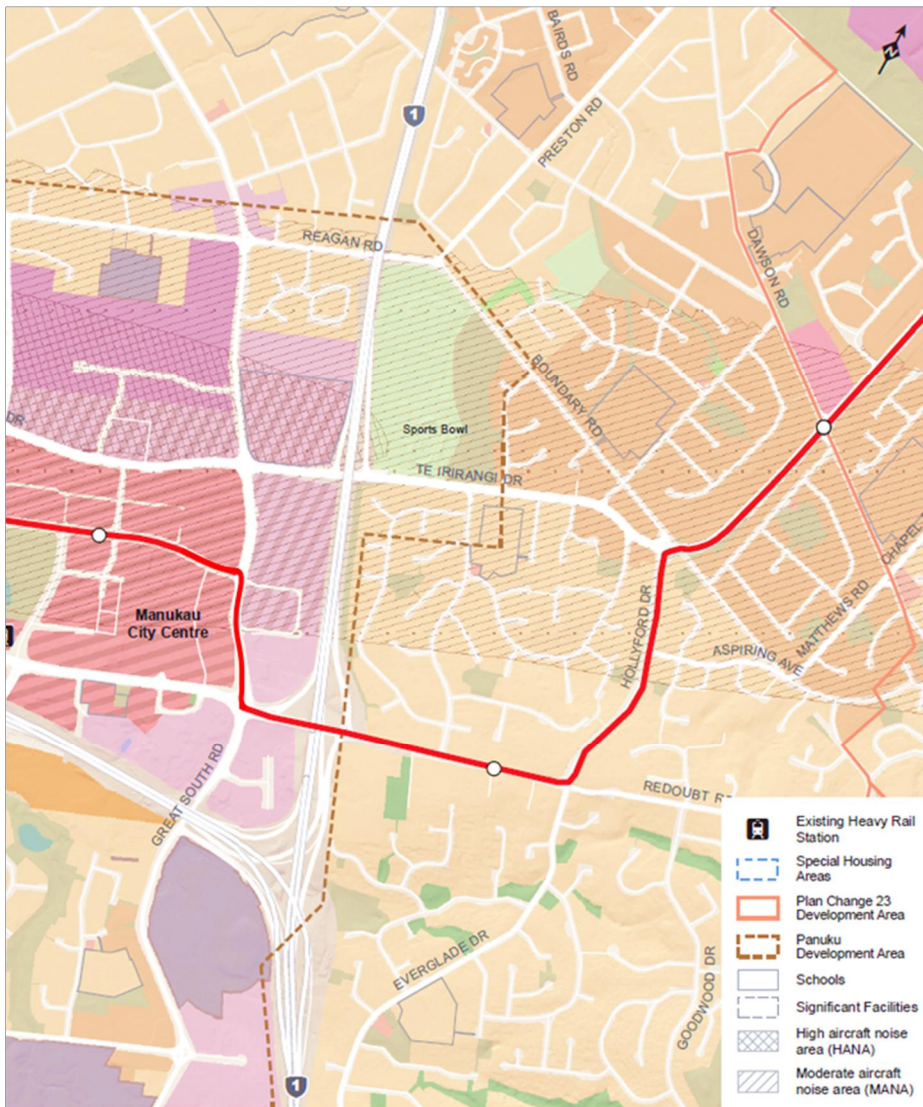 BAIRDS RD
N
1
PRESTON RD
DAWSON RD
REAGAN RD
BOUNDARY RD
DR
Sports Bowl
TE IRIRANGI DR
CHAPEL
MATTHEWS RD
HOLLYFORD DR
Manukau
City Centre
ASPIRING AVE
GREAT SOUTH RD
REDOUBT RD
EVERGLADE DR
GOODWOOD DR
1
Existing Heavy Rail
Station
Special Housing
Areas
Plan Change 23
Development Area
Panuku
Development Area
Schools
Significant Facilities
High aircraft noise
area (HANA)
Moderate aircraft
noise area (MANA)